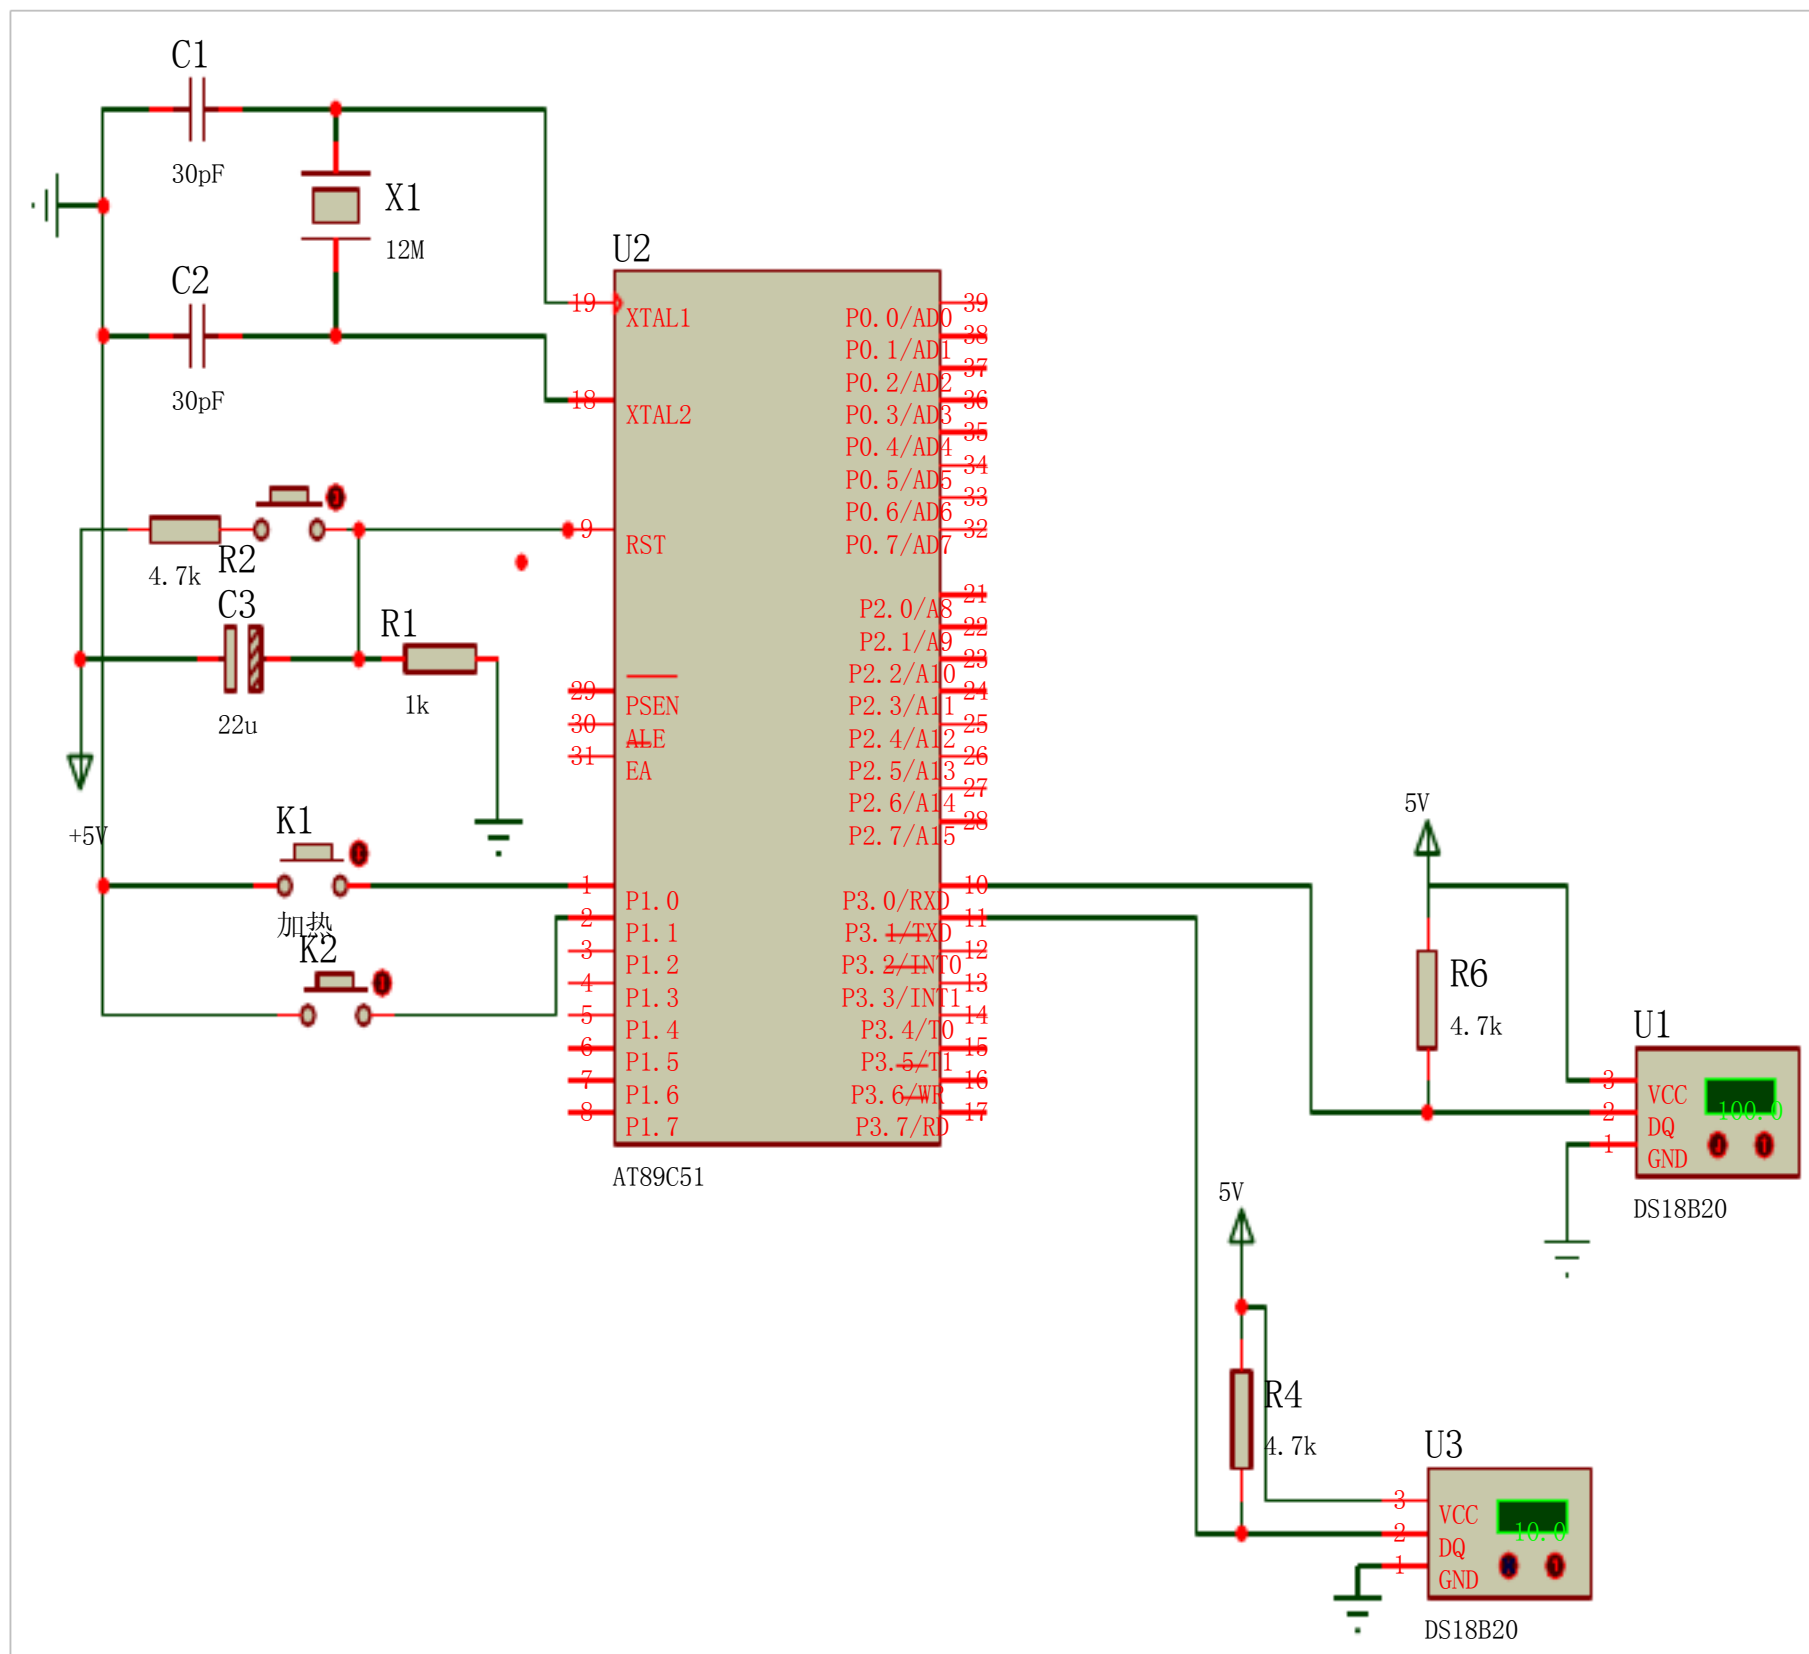 C1
30pF
X1
12M
C2
30pF
R2
4.7k
C3
22u
R1
1k
+5V
K1
加热
K2
U2
19
XTAL1
18
XTAL2
9
RST
29
PSEN
30
ALE
31
EA
1
P1.0
2
P1.1
3
P1.2
4
P1.3
5
P1.4
6
P1.5
7
P1.6
8
P1.7
39
P0.0/AD0
38
P0.1/AD1
37
P0.2/AD2
36
P0.3/AD3
35
P0.4/AD4
34
P0.5/AD5
33
P0.6/AD6
32
P0.7/AD7
21
P2.0/A8
22
P2.1/A9
23
P2.2/A10
24
P2.3/A11
25
P2.4/A12
26
P2.5/A13
27
P2.6/A14
28
P2.7/A15
10
P3.0/RXD
11
P3.1/TXD
12
P3.2/INT0
13
P3.3/INT1
14
P3.4/T0
15
P3.5/T1
16
P3.6/WR
17
P3.7/RD
AT89C51
5V
R6
4.7k
U1
3
VCC
2
DQ
1
GND
100.0
DS18B20
5V
R4
4.7k
U3
3
VCC
2
DQ
1
GND
10.0
DS18B20